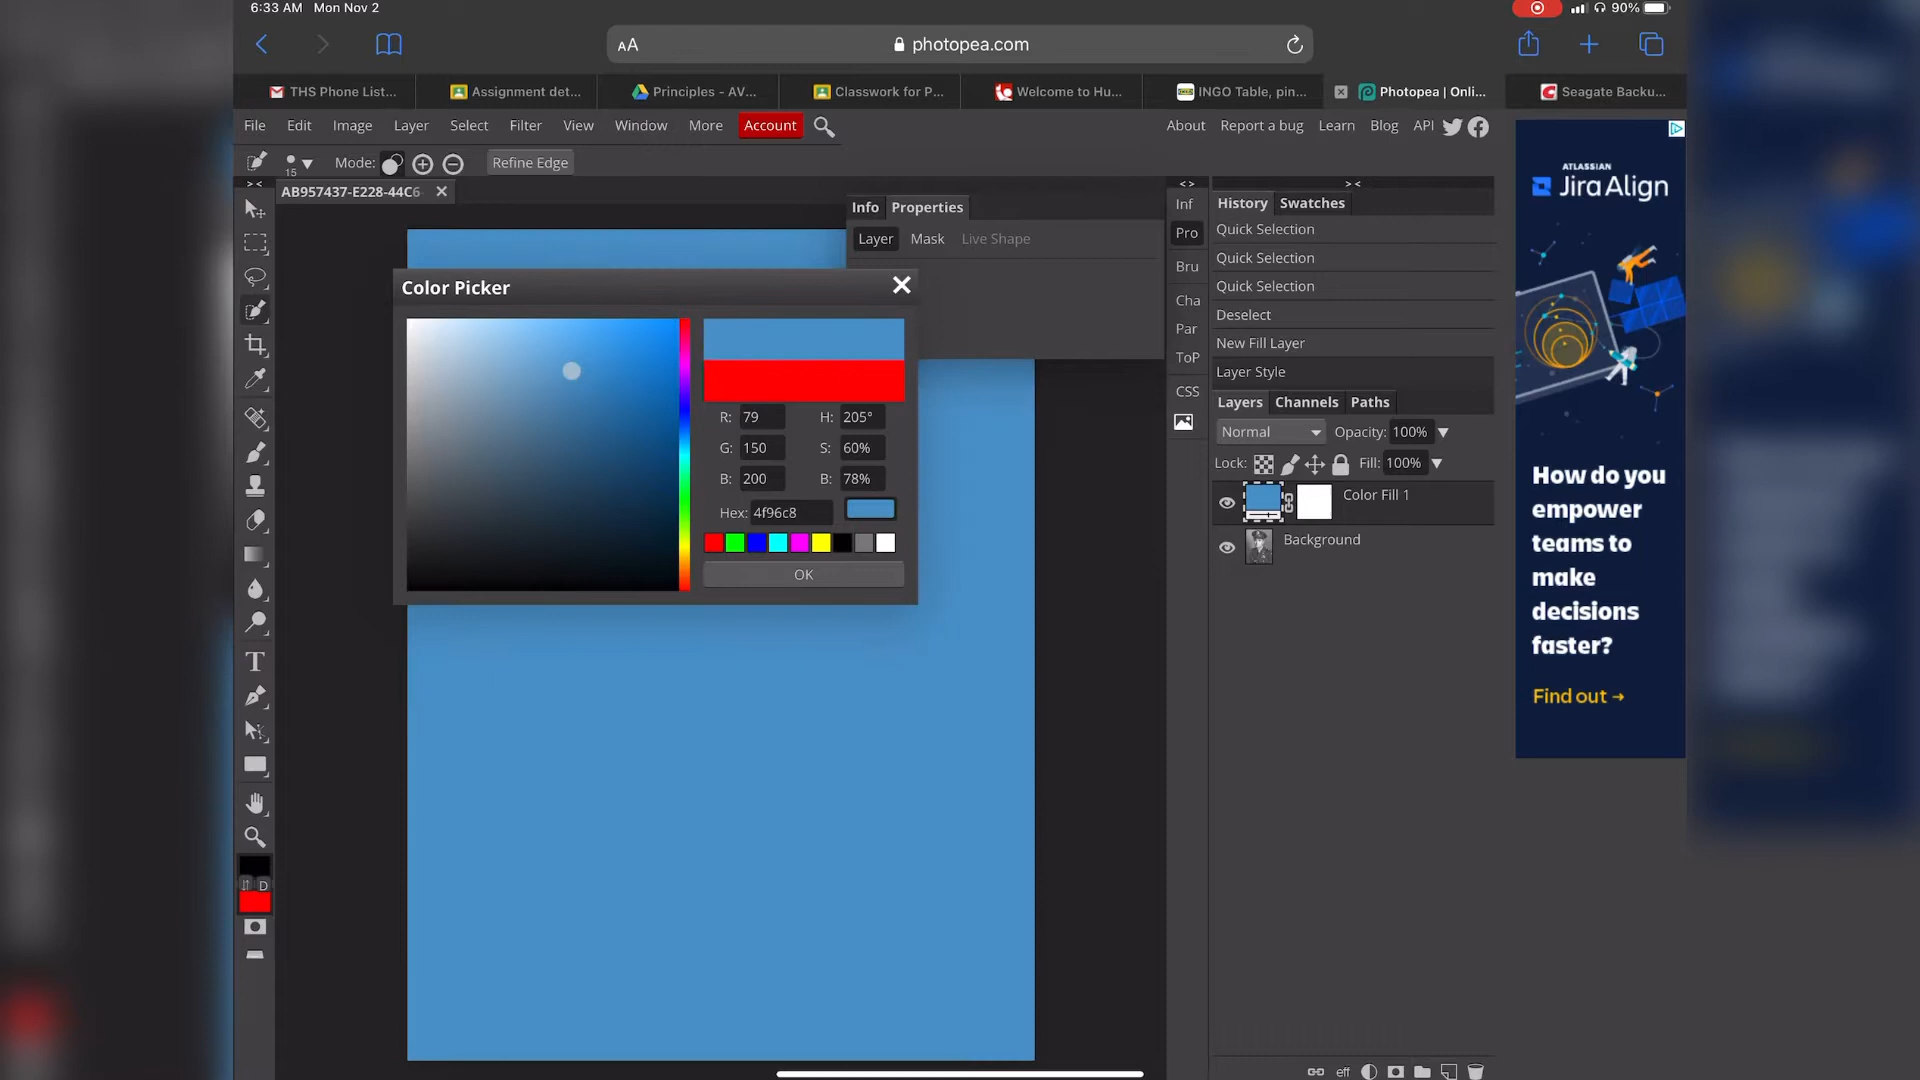 6:33 AM Mon Nov 2
90%
AA
photopea.com
THS Phone List...
Assignment det...
Principles - AV...
Classwork for P...
Welcome to Hu...
INGO Table, pin...
Photopea | Onli...
Seagate Backu...
File Edit Image Layer Select Filter View Window More Account
About Report a bug Learn Blog API
15
Mode:
Refine Edge
> <
AB957437-E228-44C6-
Info Properties
Layer Mask Live Shape
< >
Inf
Pro
Bru
Cha
Par
ToP
CSS
> <
History Swatches
Quick Selection
Quick Selection
Quick Selection
Deselect
New Fill Layer
Layer Style
Layers Channels Paths
Normal Opacity: 100%
Lock: Fill: 100%
Color Fill 1
Background
eff
Color Picker
R: 79 H: 205°
G: 150 S: 60%
B: 200 B: 78%
Hex: 4f96c8
OK
T
D
ATLASSIAN
Jira Align
How do you
empower
teams to
make
decisions
faster?
Find out →